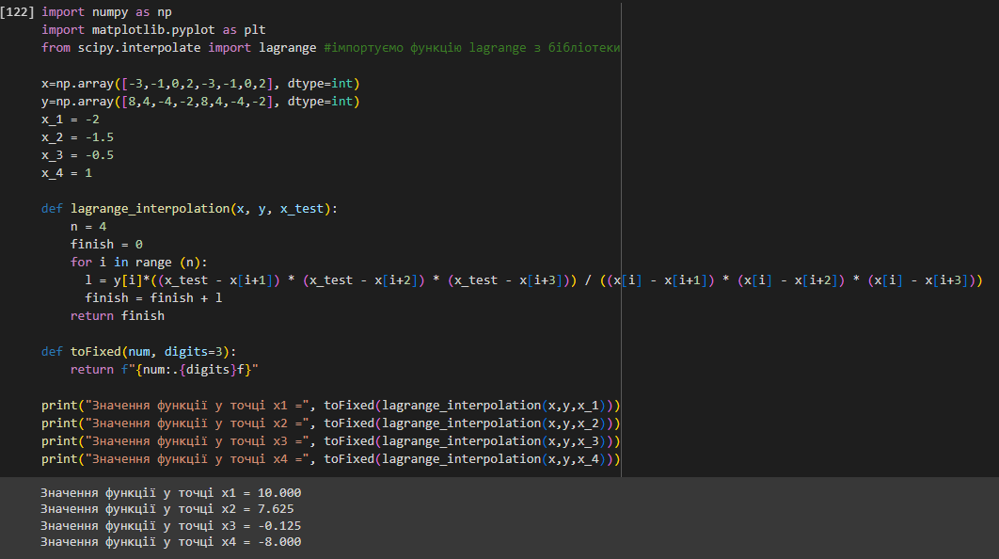 [122] import numpy as np
import matplotlib.pyplot as plt
from scipy.interpolate import lagrange #імпортуємо функцію lagrange з бібліотеки
x=np.array([-3,-1,0,2,-3,-1,0,2], dtype=int)
y=np.array([8,4,-4,-2,8,4,-4,-2], dtype=int)
x_1 = -2
x_2 = -1.5
x_3 = -0.5
x_4 = 1
def lagrange_interpolation(x, y, x_test):
    n = 4
    finish = 0
    for i in range (n):
      l = y[i]*((x_test - x[i+1]) * (x_test - x[i+2]) * (x_test - x[i+3])) / ((x[i] - x[i+1]) * (x[i] - x[i+2]) * (x[i] - x[i+3]))
      finish = finish + l
    return finish
def toFixed(num, digits=3):
    return f"{num:.{digits}f}"
print("Значення функції у точці x1 =", toFixed(lagrange_interpolation(x,y,x_1)))
print("Значення функції у точці x2 =", toFixed(lagrange_interpolation(x,y,x_2)))
print("Значення функції у точці x3 =", toFixed(lagrange_interpolation(x,y,x_3)))
print("Значення функції у точці x4 =", toFixed(lagrange_interpolation(x,y,x_4)))
Значення функції у точці x1 = 10.000
Значення функції у точці x2 = 7.625
Значення функції у точці x3 = -0.125
Значення функції у точці x4 = -8.000